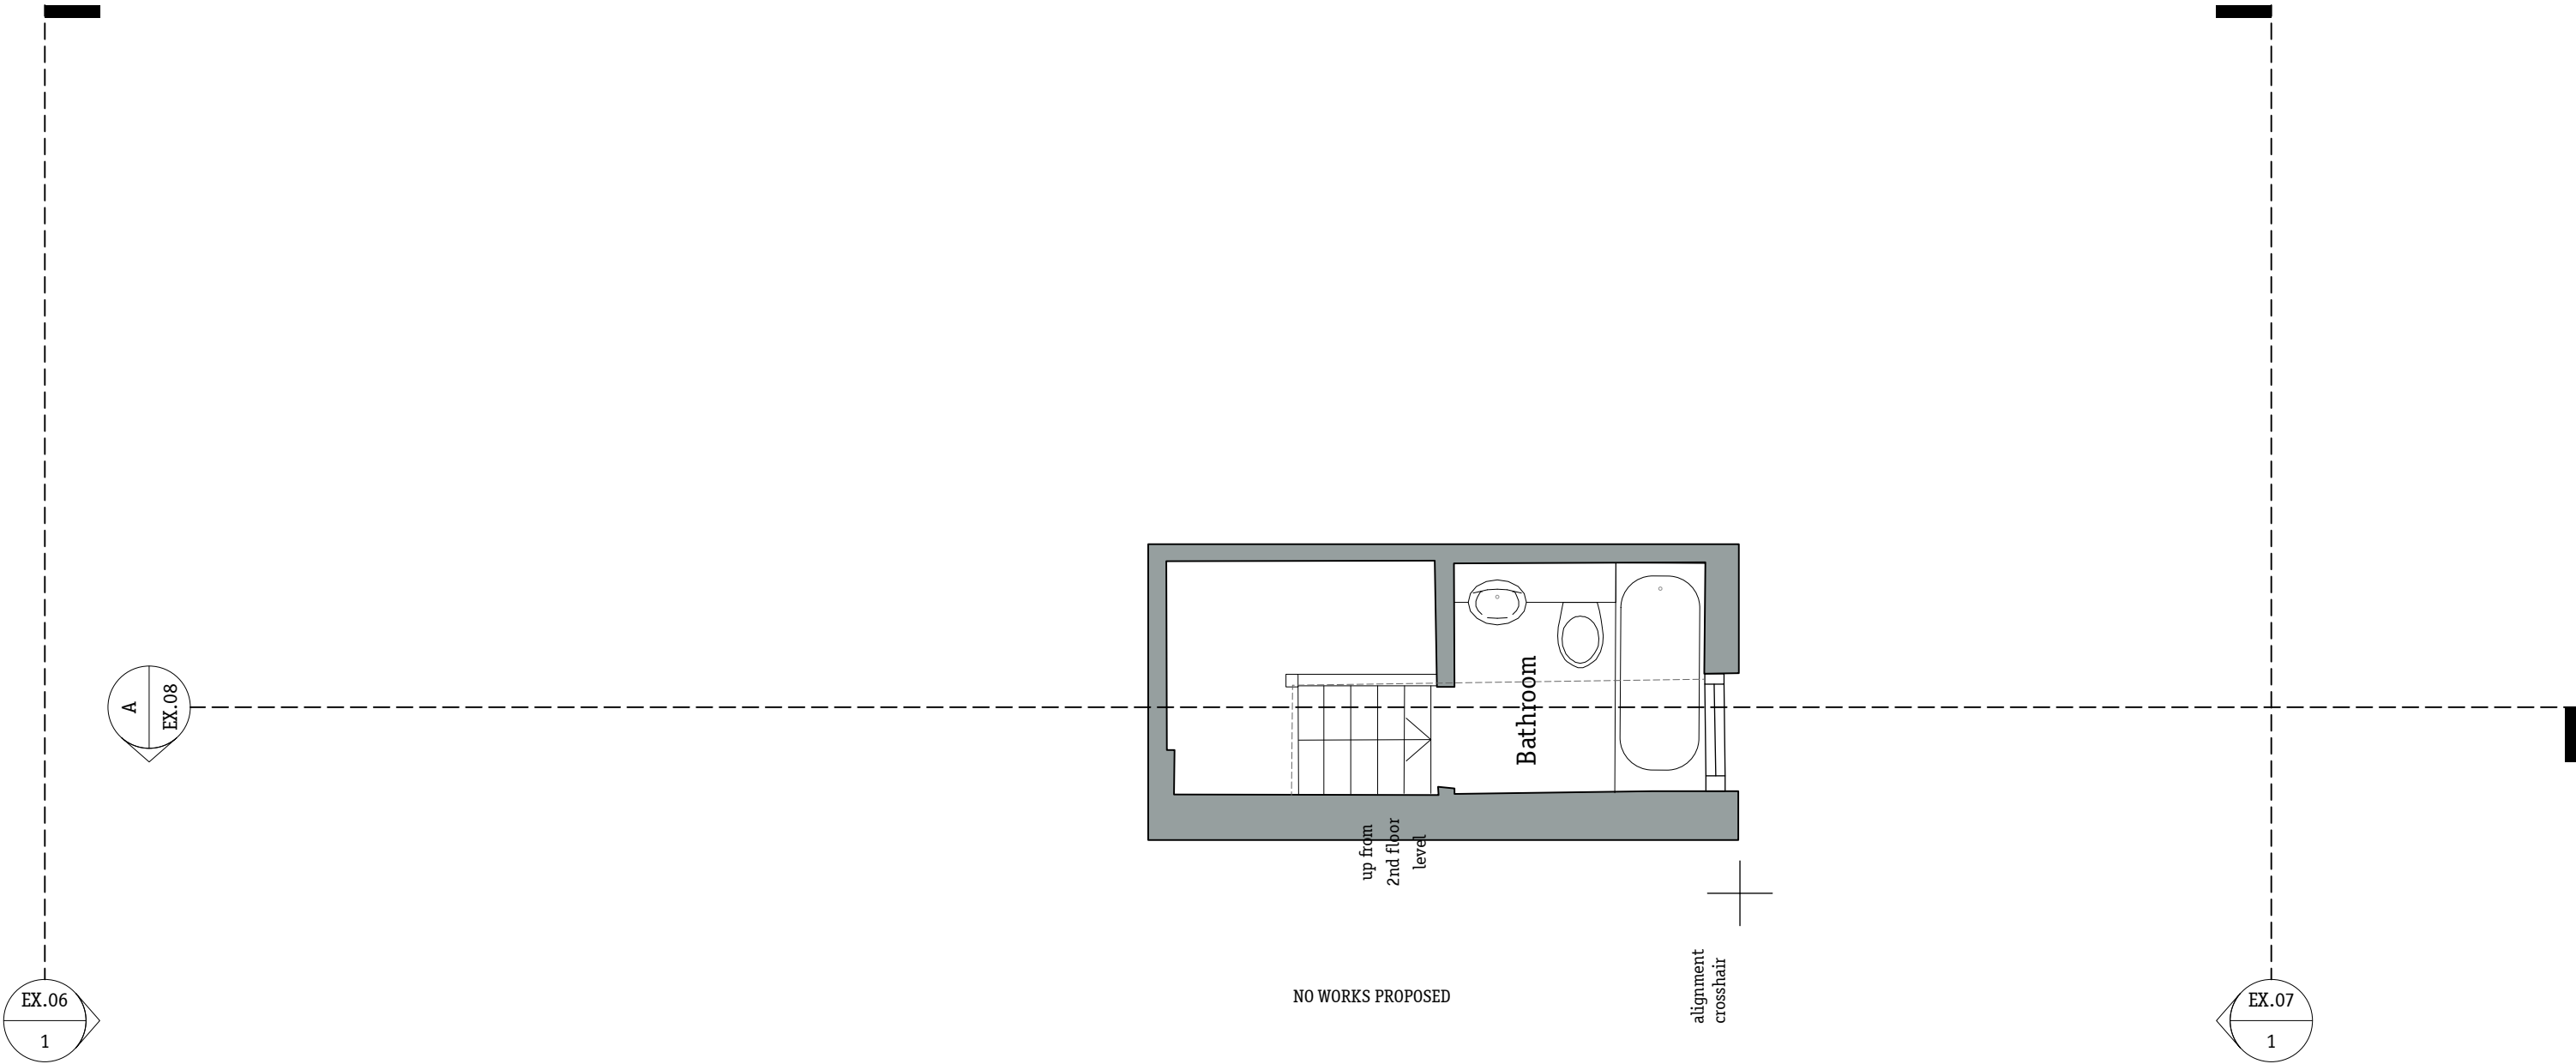 A
EX.08
Bathroom
up from
2nd floor
level
alignment
crosshair
NO WORKS PROPOSED
EX.06
1
EX.07
1